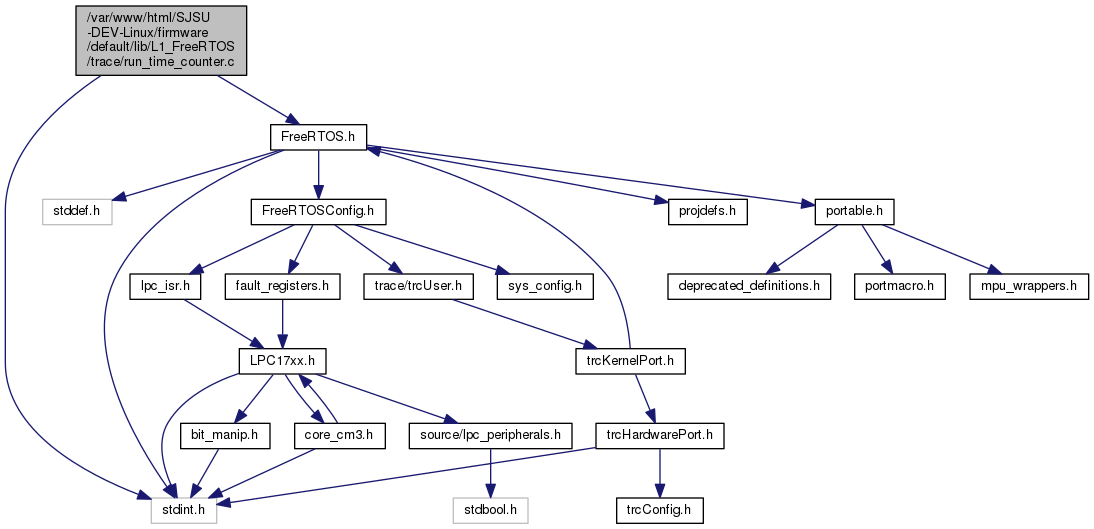 /var/www/html/SJSU
-DEV-Linux/firmware
/default/lib/L1_FreeRTOS
/trace/run_time_counter.c
FreeRTOS.h
stddef.h
FreeRTOSConfig.h
projdefs.h
portable.h
lpc_isr.h
fault_registers.h
trace/trcUser.h
sys_config.h
deprecated_definitions.h
portmacro.h
mpu_wrappers.h
LPC17xx.h
trcKernelPort.h
bit_manip.h
core_cm3.h
source/lpc_peripherals.h
trcHardwarePort.h
stdint.h
stdbool.h
trcConfig.h